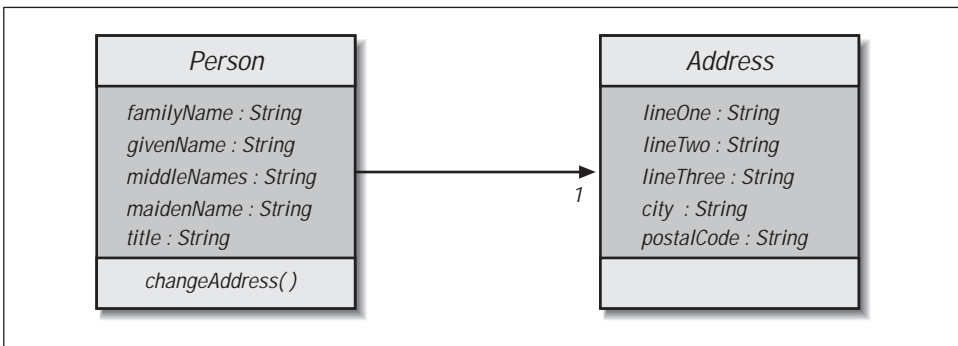 Person
familyName : String
givenName : String
middleNames : String
maidenName : String
title : String
changeAddress( )
1
Address
lineOne : String
lineTwo : String
lineThree : String
city : String
postalCode : String